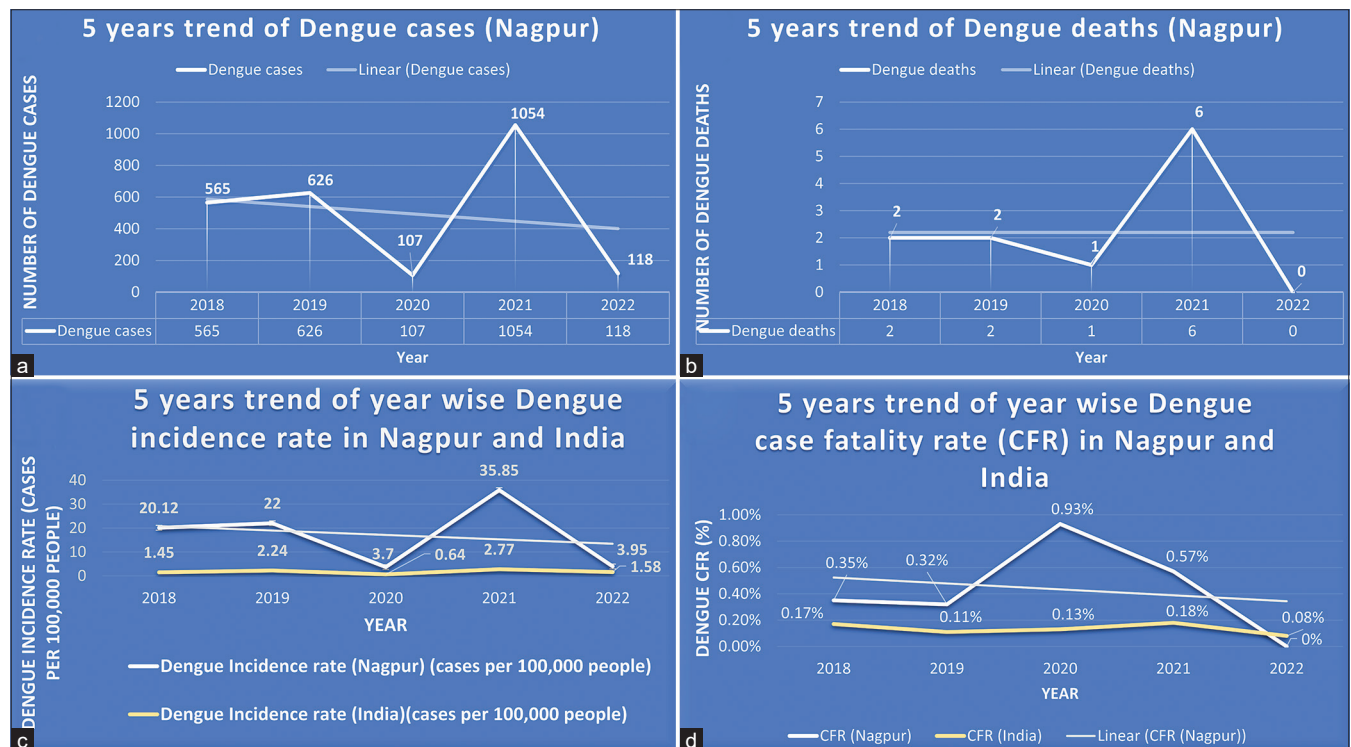 5 years trend of Dengue cases (Nagpur)
Dengue cases Linear (Dengue cases)
NUMBER OF DENGUE CASES
1200
1000
800
600
400
200
0
565
626
107
1054
118
2018 2019 2020 2021 2022
Dengue cases 565 626 107 1054 118
Year
a
5 years trend of Dengue deaths (Nagpur)
Dengue deaths Linear (Dengue deaths)
NUMBER OF DENGUE DEATHS
7
6
5
4
3
2
1
0
2
2
1
6
0
2018 2019 2020 2021 2022
Dengue deaths 2 2 1 6 0
Year
b
5 years trend of year wise Dengue
incidence rate in Nagpur and India
DENGUE INCIDENCE RATE (CASES
PER 100,000 PEOPLE)
40
30
20
10
0
20.12
22
3.7
35.85
3.95
1.45
2.24
0.64
2.77
1.58
2018 2019 2020 2021 2022
YEAR
Dengue Incidence rate (Nagpur) (cases per 100,000 people)
Dengue Incidence rate (India)(cases per 100,000 people)
c
5 years trend of year wise Dengue
case fatality rate (CFR) in Nagpur and
India
DENGUE CFR (%)
1.00%
0.80%
0.60%
0.40%
0.20%
0.00%
0.35%
0.32%
0.93%
0.57%
0%
0.17%
0.11%
0.13%
0.18%
0.08%
2018 2019 2020 2021 2022
YEAR
CFR (Nagpur) CFR (India) Linear (CFR (Nagpur))
d